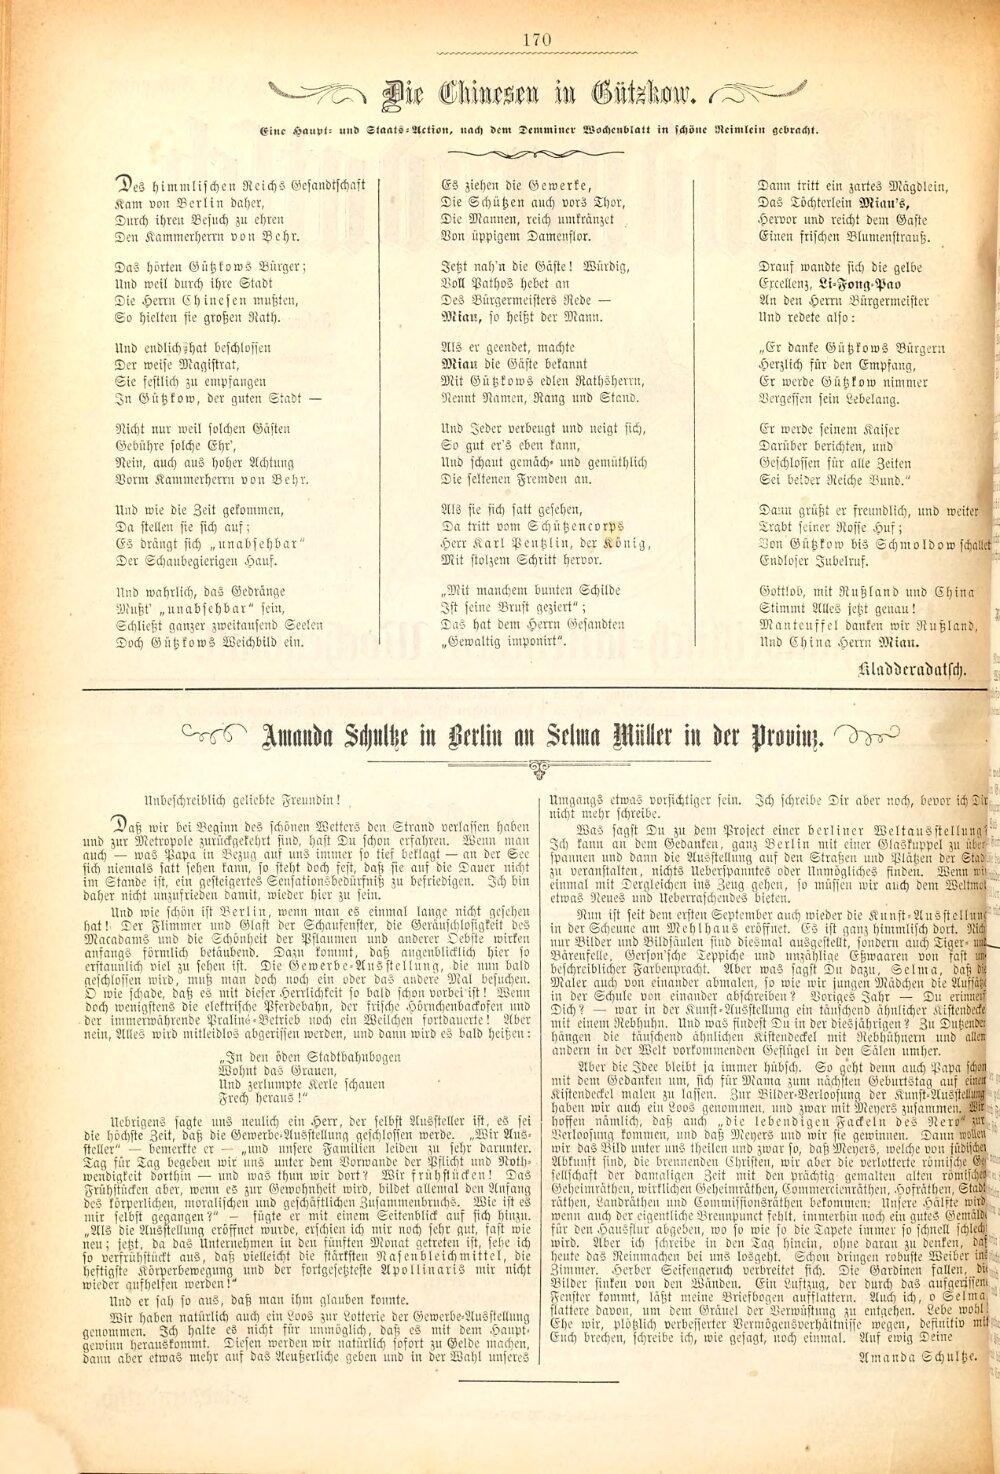 170
Die Chinesen in Gützkow.
Eine Haupt- und Staats-Action, nach dem Demminer Wochenblatt in schöne Reimlein gebracht.
Des himmlischen Reichs Gesandtschaft
Kam von Berlin daher,
Durch ihren Besuch zu ehren
Den Kammerherrn von Behr.
Das hörten Gützkows Bürger;
Und weil durch ihre Stadt
Die Herrn Chinesen mußten,
So hielten sie großen Rath.
Und endlich hat beschlossen
Der weise Magistrat,
Sie festlich zu empfangen
In Gützkow, der guten Stadt —
Nicht nur weil solchen Gästen
Gebühre solche Ehr',
Nein, auch aus hoher Achtung
Vorm Kammerherrn von Behr.
Und wie die Zeit gekommen,
Da stellen sie sich auf;
Es drängt sich „unabsehbar"
Der Schaubegierigen Hauf.
Und wahrlich, das Gedränge
Mußt' „unabsehbar" sein,
Schließt ganzer zweitausend Seelen
Doch Gützkows Weichbild ein.
Es ziehen die Gewerke,
Die Schützen auch vors Thor,
Die Mannen, reich umkränzet
Von üppigem Damenflor.
Jetzt nah'n die Gäste! Würdig,
Voll Pathos hebet an
Des Bürgermeisters Rede —
Miau, so heißt der Mann.
Als er geendet, machte
Miau die Gäste bekannt
Mit Gützkows edlen Rathsherrn,
Nennt Namen, Rang und Stand.
Und Jeder verbeugt und neigt sich,
So gut er's eben kann,
Und schaut gemäch- und gemüthlich
Die seltenen Fremden an.
Als sie sich satt gesehen,
Da tritt vom Schützencorps
Herr Karl Pentzlin, der König,
Mit stolzem Schritt hervor.
„Mit manchem bunten Schilde
Ist seine Brust geziert";
Das hat dem Herrn Gesandten
„Gewaltig imponirt".
Dann tritt ein zartes Mägdlein,
Das Töchterlein Miau's,
Hervor und reicht dem Gaste
Einen frischen Blumenstrauß.
Drauf wandte sich die gelbe
Excellenz, Li-Fong-Pao
An den Herrn Bürgermeister
Und redete also:
„Er danke Gützkows Bürgern
Herzlich für den Empfang,
Er werde Gützkow nimmer
Vergessen sein Lebelang.
Er werde seinem Kaiser
Darüber berichten, und
Geschlossen für alle Zeiten
Sei beider Reiche Bund."
Dann grüßt er freundlich, und weiter
Trabt seiner Rosse Huf;
Von Gützkow bis Schmoldow schallet
Endloser Jubelruf.
Gottlob, mit Rußland und China
Stimmt Alles jetzt genau!
Manteuffel danken wir Rußland,
Und China Herrn Miau.
Kladderadatsch.
Amanda Schultze in Berlin an Selma Müller in der Provinz.
Unbeschreiblich geliebte Freundin!
Daß wir bei Beginn des schönen Wetters den Strand verlassen haben
und zur Metropole zurückgekehrt sind, hast Du schon erfahren. Wenn man
auch — was Papa in Bezug auf uns immer so tief beklagt — an der See
sich niemals satt sehen kann, so steht doch fest, daß sie auf die Dauer nicht
im Stande ist, ein gesteigertes Sensationsbedürfniß zu befriedigen. Ich bin
daher nicht unzufrieden damit, wieder hier zu sein.
Und wie schön ist Berlin, wenn man es einmal lange nicht gesehen
hat! Der Flimmer und Glast der Schaufenster, die Geräuschlosigkeit des
Macadams und die Schönheit der Pflaumen und anderer Oebste wirken
anfangs förmlich betäubend. Dazu kommt, daß augenblicklich hier so
erstaunlich viel zu sehen ist. Die Gewerbe-Ausstellung, die nun bald
geschlossen wird, muß man doch noch ein oder das andere Mal besuchen.
O wie schade, daß es mit dieser Herrlichkeit so bald schon vorbei ist! Wenn
doch wenigstens die elektrische Pferdebahn, der frische Hörnchenbackofen und
der immerwährende Praliné-Betrieb noch ein Weilchen fortdauerte! Aber
nein, Alles wird mitleidlos abgerissen werden, und dann wird es bald heißen:
„In den öden Stadtbahnbogen
Wohnt das Grauen,
Und zerlumpte Kerle schauen
Frech heraus!"
Uebrigens sagte uns neulich ein Herr, der selbst Aussteller ist, es sei
die höchste Zeit, daß die Gewerbe-Ausstellung geschlossen werde. „Wir Aus-
steller" — bemerkte er — „und unsere Familien leiden zu sehr darunter.
Tag für Tag begeben wir uns unter dem Vorwande der Pflicht und Noth-
wendigkeit dorthin — und was thun wir dort? Wir frühstücken! Das
Frühstücken aber, wenn es zur Gewohnheit wird, bildet allemal den Anfang
des körperlichen, moralischen und geschäftlichen Zusammenbruchs. Wie ist es
mir selbst gegangen?" — fügte er mit einem Seitenblick auf sich hinzu.
„Als die Ausstellung eröffnet wurde, erschien ich mir noch sehr gut, fast wie
neu; jetzt, da das Unternehmen in den fünften Monat getreten ist, sehe ich
so verfrühstückt aus, daß vielleicht die stärksten Nasenbleichmittel, die
heftigste Körperbewegung und der fortgesetzteste Apollinaris mir nicht
wieder aufhelfen werden!"
Und er sah so aus, daß man ihm glauben konnte.
Wir haben natürlich auch ein Loos zur Lotterie der Gewerbe-Ausstellung
genommen. Ich halte es nicht für unmöglich, daß es mit dem Haupt-
gewinn herauskommt. Diesen werden wir natürlich sofort zu Gelde machen,
dann aber etwas mehr auf das Aeußerliche geben und in der Wahl unseres
Umgangs etwas vorsichtiger sein. Ich schreibe Dir aber noch, bevor ich Dir
nicht mehr schreibe.
Was sagst Du zu dem Project einer berliner Weltausstellung?
Ich kann an dem Gedanken, ganz Berlin mit einer Glaskuppel zu über-
spannen und dann die Ausstellung auf den Straßen und Plätzen der Stadt
zu veranstalten, nichts Ueberspanntes oder Unmögliches finden. Wenn wir
einmal mit Dergleichen ins Zeug gehen, so müssen wir auch dem Weltmob
etwas Neues und Ueberraschendes bieten.
Nun ist seit dem ersten September auch wieder die Kunst-Ausstellung
in der Scheune am Mehlhaus eröffnet. Es ist ganz himmlisch dort. Nicht
nur Bilder und Bildsäulen sind diesmal ausgestellt, sondern auch Tiger- und
Bärenfelle, Gerson'sche Teppiche und unzählige Eßwaaren von fast un-
beschreiblicher Farbenpracht. Aber was sagst Du dazu, Selma, daß die
Maler auch von einander abmalen, so wie wir jungen Mädchen die Aufsätze
in der Schule von einander abschreiben? Voriges Jahr — Du erinnerst
Dich? — war in der Kunst-Ausstellung ein täuschend ähnlicher Kistendeckel
mit einem Rebhuhn. Und was findest Du in der diesjährigen? Zu Dutzenden
hängen die täuschend ähnlichen Kistendeckel mit Rebhühnern und allem
andern in der Welt vorkommenden Geflügel in den Sälen umher.
Aber die Idee bleibt ja immer hübsch. So geht denn auch Papa schon
mit dem Gedanken um, sich für Mama zum nächsten Geburtstag auf einen
Kistendeckel malen zu lassen. Zur Bilder-Verloosung der Kunst-Ausstellung
haben wir auch ein Loos genommen, und zwar mit Meyers zusammen. Wir
hoffen nämlich, daß auch „die lebendigen Fackeln des Nero" zur
Verloosung kommen, und daß Meyers und wir sie gewinnen. Dann wollen
wir das Bild unter uns theilen und zwar so, daß Meyers, welche von jüdischer
Abkunft sind, die brennenden Christen, wir aber die verlotterte römische Ge-
sellschaft der damaligen Zeit mit den prächtig gemalten alten römischen
Geheimräthen, wirklichen Geheimräthen, Commercienräthen, Hofräthen, Stadt-
räthen, Landräthen und Commissionsräthen bekommen. Unsere Hälfte wird,
wenn auch der eigentliche Brennpunct fehlt, immerhin noch ein gutes Gemälde
für den Hausflur abgeben, wo so wie so die Tapete immer so schnell schlecht
wird. Aber ich schreibe in den Tag hinein, ohne daran zu denken, daß
heute das Reinmachen bei uns losgeht. Schon dringen robuste Weiber ins
Zimmer. Herber Seifengeruch verbreitet sich. Die Gardinen fallen, die
Bilder sinken von den Wänden. Ein Luftzug, der durch das aufgerissene
Fenster kommt, läßt meine Briefbogen aufflattern. Auch ich, o Selma,
flattere davon, um dem Gräuel der Verwüstung zu entgehen. Lebe wohl!
Ehe wir, plötzlich verbesserter Vermögensverhältnisse wegen, definitiv mit
Euch brechen, schreibe ich, wie gesagt, noch einmal. Auf ewig Deine
Amanda Schultze.